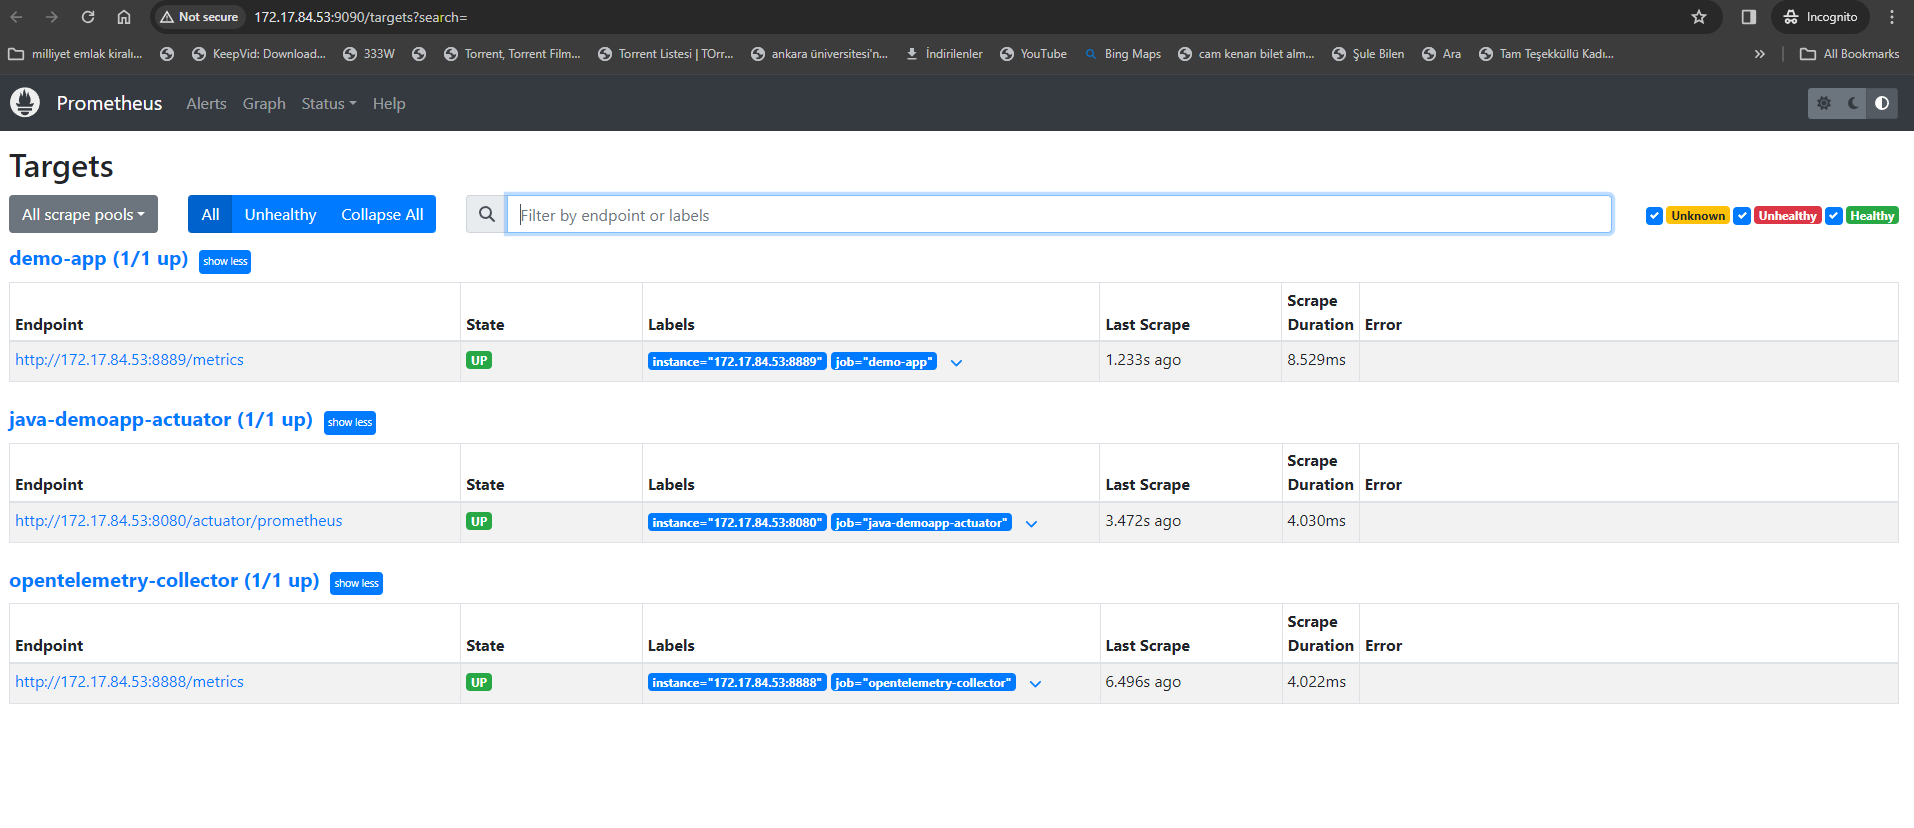 Not secure 172.17.84.53:9090/targets?search= Incognito
milliyet emlak kiralı... KeepVid: Download... 333W Torrent, Torrent Film... Torrent Listesi | TOrr... ankara üniversitesi'n... İndirilenler YouTube Bing Maps cam kenarı bilet alm... Şule Bilen Ara Tam Teşekküllü Kadı... » All Bookmarks
Prometheus Alerts Graph Status Help
Targets
All scrape pools All Unhealthy Collapse All Filter by endpoint or labels Unknown Unhealthy Healthy
demo-app (1/1 up) show less
Endpoint State Labels Last Scrape Scrape Duration Error
http://172.17.84.53:8889/metrics UP instance="172.17.84.53:8889" job="demo-app" 1.233s ago 8.529ms
java-demoapp-actuator (1/1 up) show less
Endpoint State Labels Last Scrape Scrape Duration Error
http://172.17.84.53:8080/actuator/prometheus UP instance="172.17.84.53:8080" job="java-demoapp-actuator" 3.472s ago 4.030ms
opentelemetry-collector (1/1 up) show less
Endpoint State Labels Last Scrape Scrape Duration Error
http://172.17.84.53:8888/metrics UP instance="172.17.84.53:8888" job="opentelemetry-collector" 6.496s ago 4.022ms